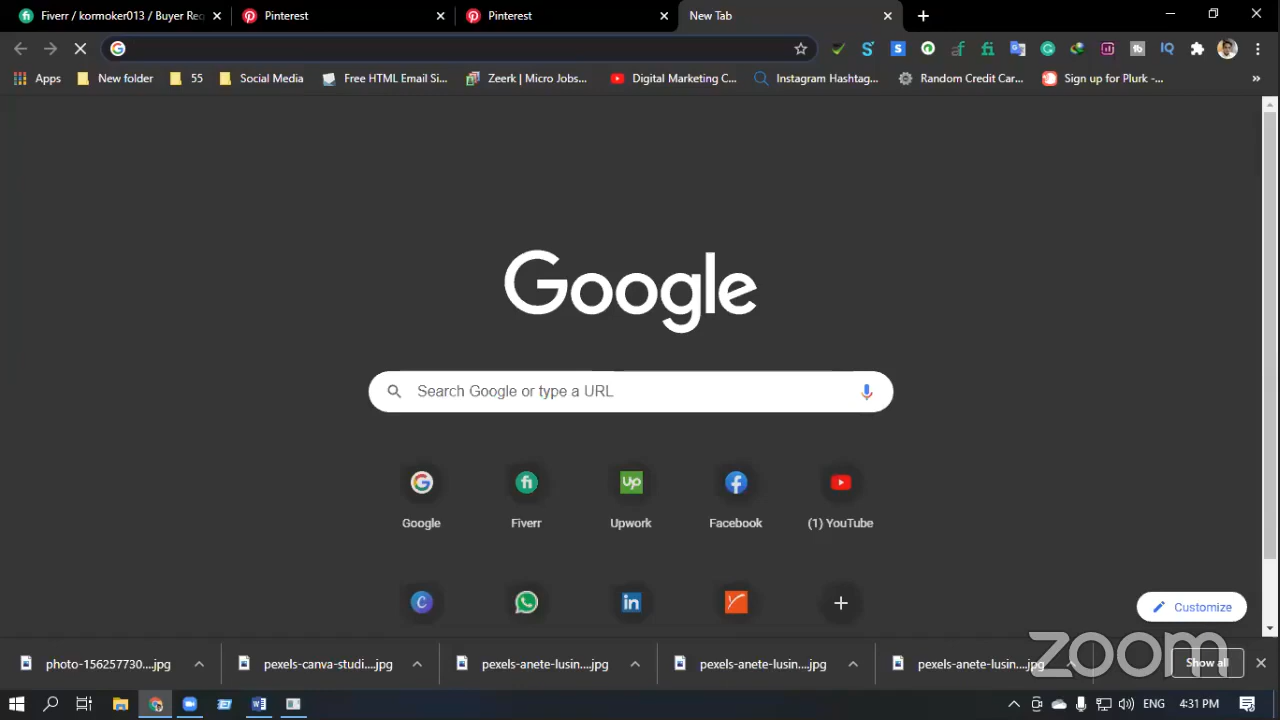 Fiverr / kormoker013 / Buyer Req
Pinterest
Pinterest
New Tab
Apps
New folder
55
Social Media
Free HTML Email Si...
Zeerk | Micro Jobs...
Digital Marketing C...
Instagram Hashtag...
Random Credit Car...
Sign up for Plurk -...
Google
Search Google or type a URL
Google
Fiverr
Upwork
Facebook
(1) YouTube
Customize
photo-156257730....jpg
pexels-canva-studi....jpg
pexels-anete-lusin....jpg
pexels-anete-lusin....jpg
pexels-anete-lusin....jpg
Show all
zoom
ENG
4:31 PM